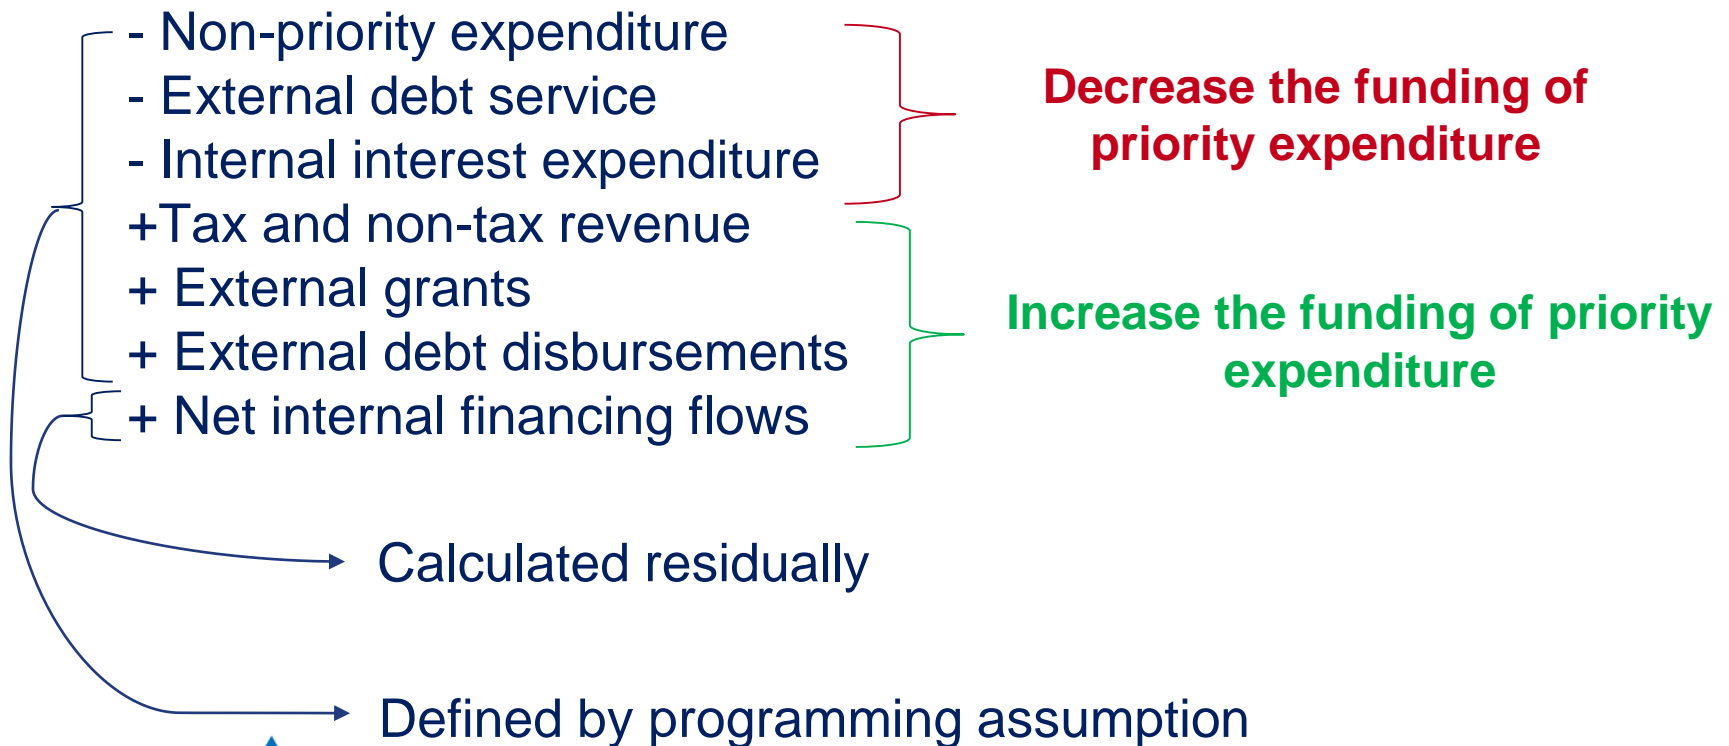 - Non-priority expenditure
- External debt service
- Internal interest expenditure
+Tax and non-tax revenue
+ External grants
+ External debt disbursements
+ Net internal financing flows
Decrease the funding of
priority expenditure
Increase the funding of priority
expenditure
Calculated residually
Defined by programming assumption